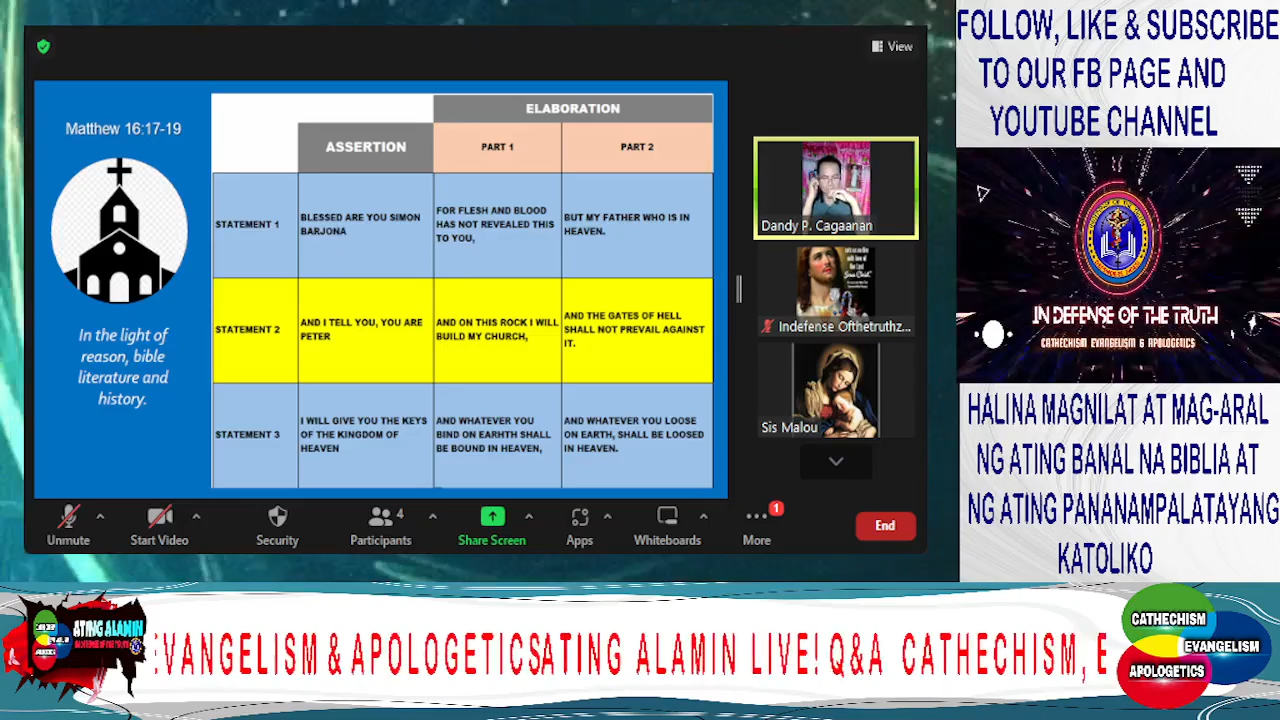 View
Matthew 16:17-19
In the light of
reason, bible
literature and
history.
ELABORATION
ASSERTION
PART 1
PART 2
STATEMENT 1
BLESSED ARE YOU SIMON
BARJONA
FOR FLESH AND BLOOD
HAS NOT REVEALED THIS
TO YOU,
BUT MY FATHER WHO IS IN
HEAVEN.
STATEMENT 2
AND I TELL YOU, YOU ARE
PETER
AND ON THIS ROCK I WILL
BUILD MY CHURCH,
AND THE GATES OF HELL
SHALL NOT PREVAIL AGAINST
IT.
STATEMENT 3
I WILL GIVE YOU THE KEYS
OF THE KINGDOM OF
HEAVEN
AND WHATEVER YOU
BIND ON EARHTH SHALL
BE BOUND IN HEAVEN,
AND WHATEVER YOU LOOSE
ON EARTH, SHALL BE LOOSED
IN HEAVEN.
Dandy P. Cagaanan
Indefense Ofthetruthz...
Sis Malou
Unmute
Start Video
Security
4
Participants
Share Screen
Apps
Whiteboards
1
More
End
FOLLOW, LIKE & SUBSCRIBE
TO OUR FB PAGE AND
YOUTUBE CHANNEL
IN DEFENSE OF THE TRUTH
CATHECHISM EVANGELISM & APOLOGETICS
HALINA MAGNILAT AT MAG-ARAL
NG ATING BANAL NA BIBLIA AT
NG ATING PANANAMPALATAYANG
KATOLIKO
ATING ALAMIN
EVANGELISM & APOLOGETICSATING ALAMIN LIVE! Q&A CATHECHISM, E
CATHECHISM
EVANGELISM
APOLOGETICS